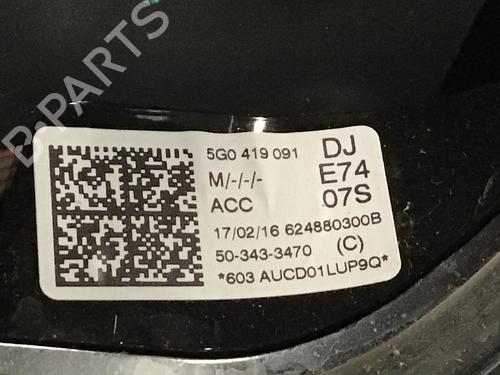 B-PARTS
5G0 419 091 DJ
M/-/-/- E74
ACC 07S
17/02/16 624880300B
50-343-3470 (C)
*603 AUCD01LUP9Q*